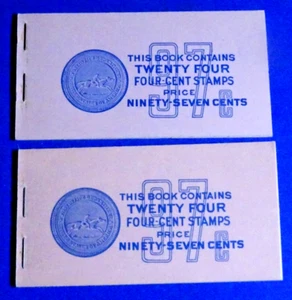 97c
THIS BOOK CONTAINS
TWENTY FOUR
FOUR-CENT STAMPS
PRICE
NINETY-SEVEN CENTS
97c
THIS BOOK CONTAINS
TWENTY FOUR
FOUR-CENT STAMPS
PRICE
NINETY-SEVEN CENTS